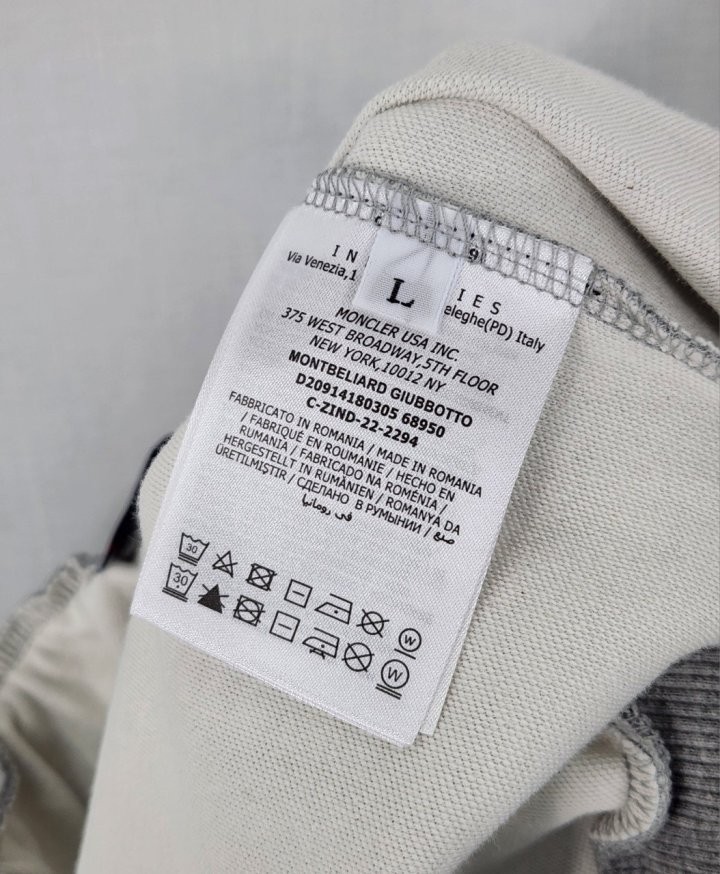 I N
I E S
Via Venezia,1
eleghe(PD) Italy
L
MONCLER USA INC.
375 WEST BROADWAY,5TH FLOOR
NEW YORK,10012 NY
MONTBELIARD GIUBBOTTO
D20914180305 68950
C-ZIND-22-2294
FABBRICATO IN ROMANIA / MADE IN ROMANIA
/ FABRIQUÉ EN ROUMANIE / HECHO EN
RUMANIA / FABRICADO NA ROMÉNIA /
HERGESTELLT IN RUMÄNIEN / ROMANYA DA
ÜRETILMIŞTIR / СДЕЛАНО В РУМЫНИИ / صنع
في رومانيا
30
W
30
W